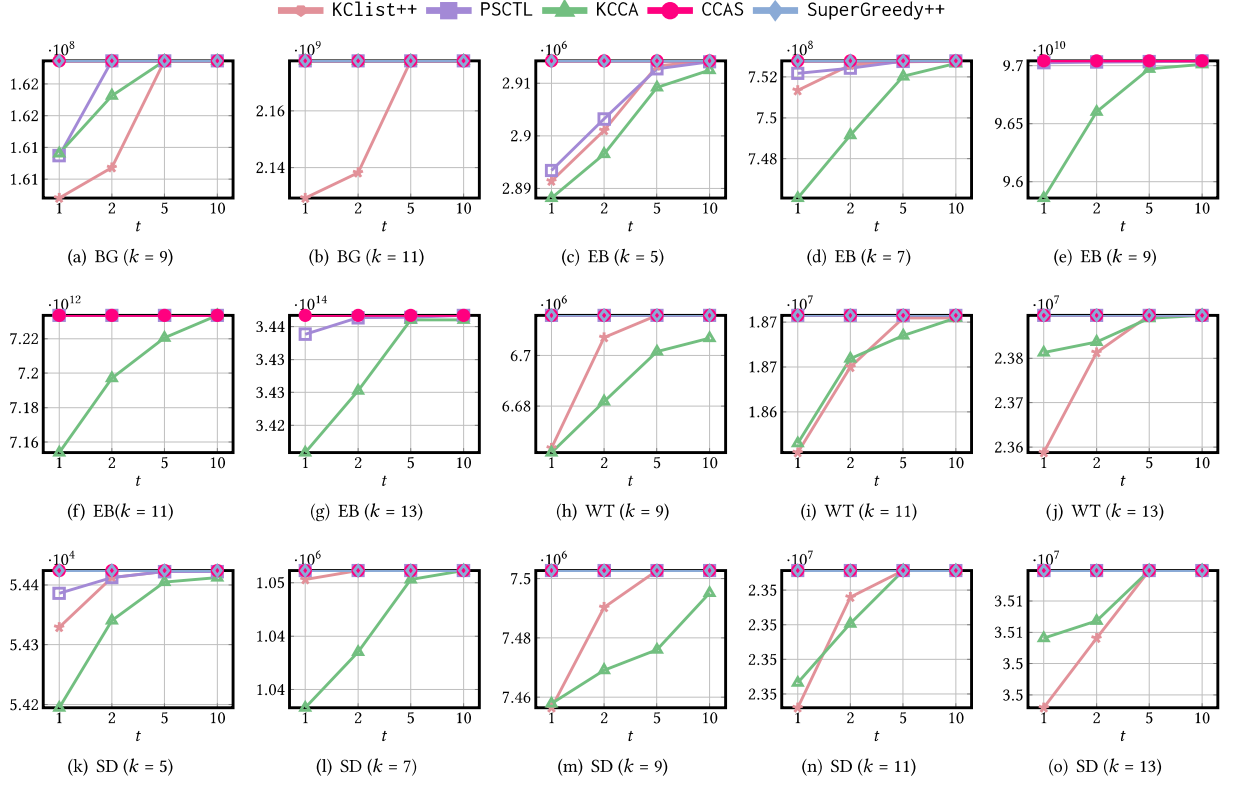 KClist++ PSCTL KCCA CCAS SuperGreedy++
·10^8 ·10^9 ·10^6 ·10^8 ·10^10
1.62
1.62
1.61
1.61
1 2 5 10
t
(a) BG (k = 9)
2.16
2.14
1 2 5 10
t
(b) BG (k = 11)
2.91
2.9
2.89
1 2 5 10
t
(c) EB (k = 5)
7.52
7.5
7.48
1 2 5 10
t
(d) EB (k = 7)
9.7
9.65
9.6
1 2 5 10
t
(e) EB (k = 9)
·10^12 ·10^14 ·10^6 ·10^7 ·10^7
7.22
7.2
7.18
7.16
1 2 5 10
t
(f) EB(k = 11)
3.44
3.43
3.43
3.42
1 2 5 10
t
(g) EB (k = 13)
6.7
6.68
1 2 5 10
t
(h) WT (k = 9)
1.87
1.87
1.86
1 2 5 10
t
(i) WT (k = 11)
2.38
2.37
2.36
1 2 5 10
t
(j) WT (k = 13)
·10^4 ·10^6 ·10^6 ·10^7 ·10^7
5.44
5.43
5.42
1 2 5 10
t
(k) SD (k = 5)
1.05
1.04
1.04
1 2 5 10
t
(l) SD (k = 7)
7.5
7.48
7.46
1 2 5 10
t
(m) SD (k = 9)
2.35
2.35
2.35
2.35
1 2 5 10
t
(n) SD (k = 11)
3.51
3.51
3.5
3.5
1 2 5 10
t
(o) SD (k = 13)